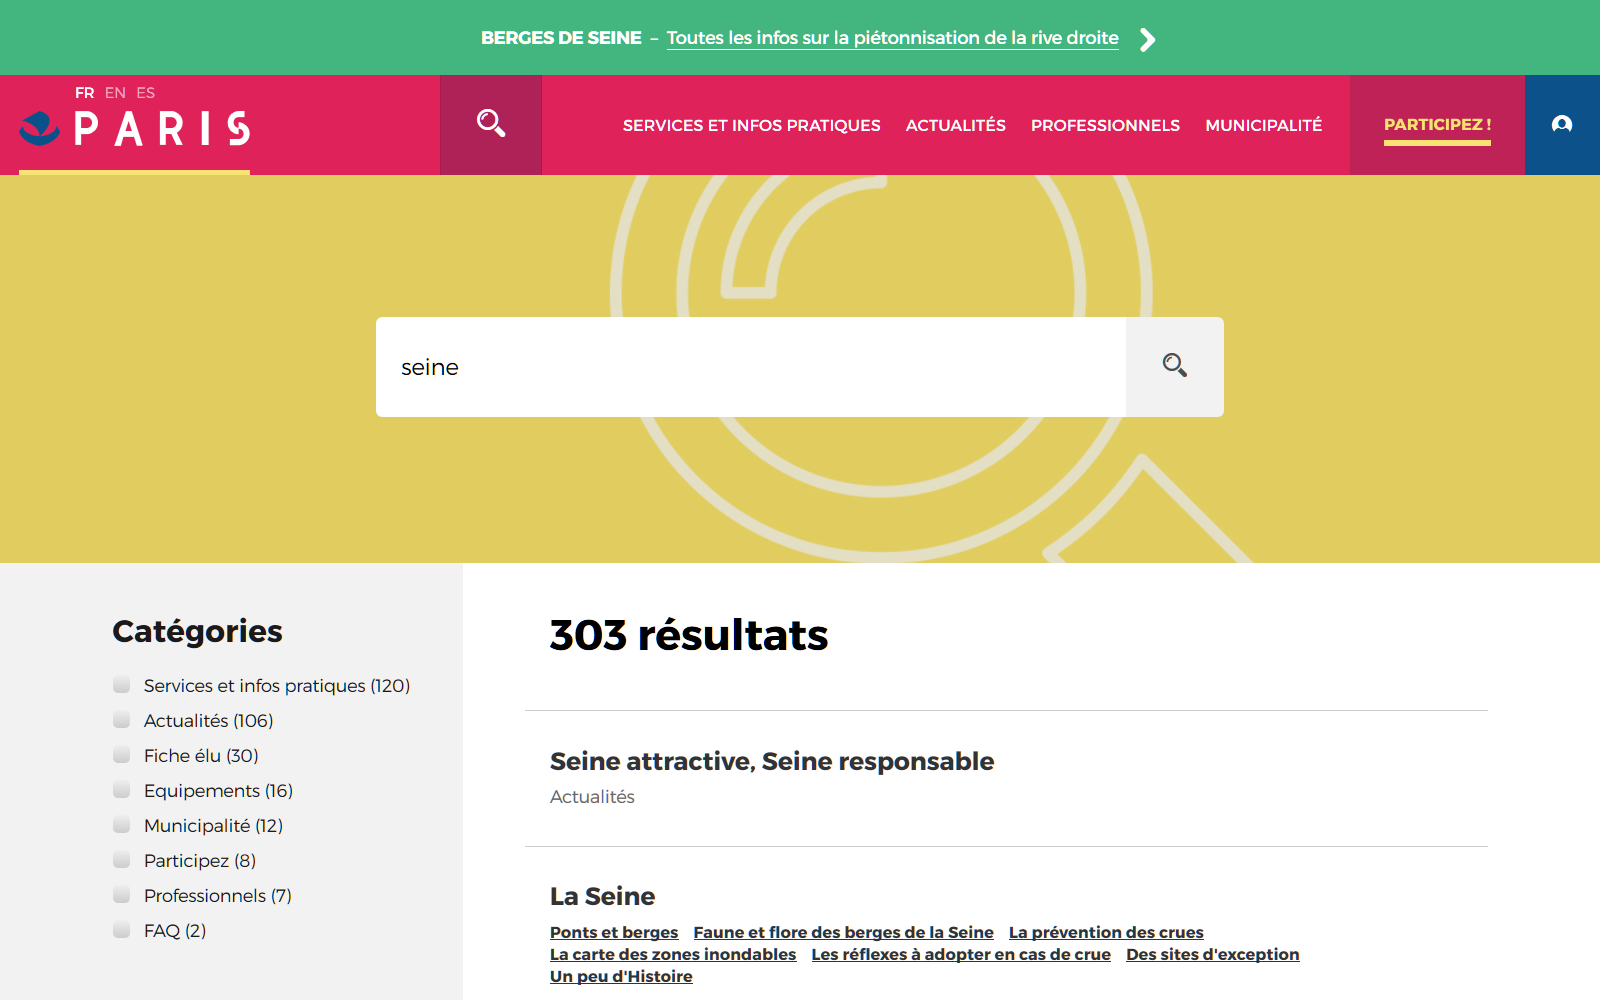 BERGES DE SEINE – Toutes les infos sur la piétonnisation de la rive droite
FR EN ES
PARIS
SERVICES ET INFOS PRATIQUES ACTUALITÉS PROFESSIONNELS MUNICIPALITÉ PARTICIPEZ !
seine
Catégories
Services et infos pratiques (120)
Actualités (106)
Fiche élu (30)
Equipements (16)
Municipalité (12)
Participez (8)
Professionnels (7)
FAQ (2)
303 résultats
Seine attractive, Seine responsable
Actualités
La Seine
Ponts et berges Faune et flore des berges de la Seine La prévention des crues
La carte des zones inondables Les réflexes à adopter en cas de crue Des sites d'exception
Un peu d'Histoire